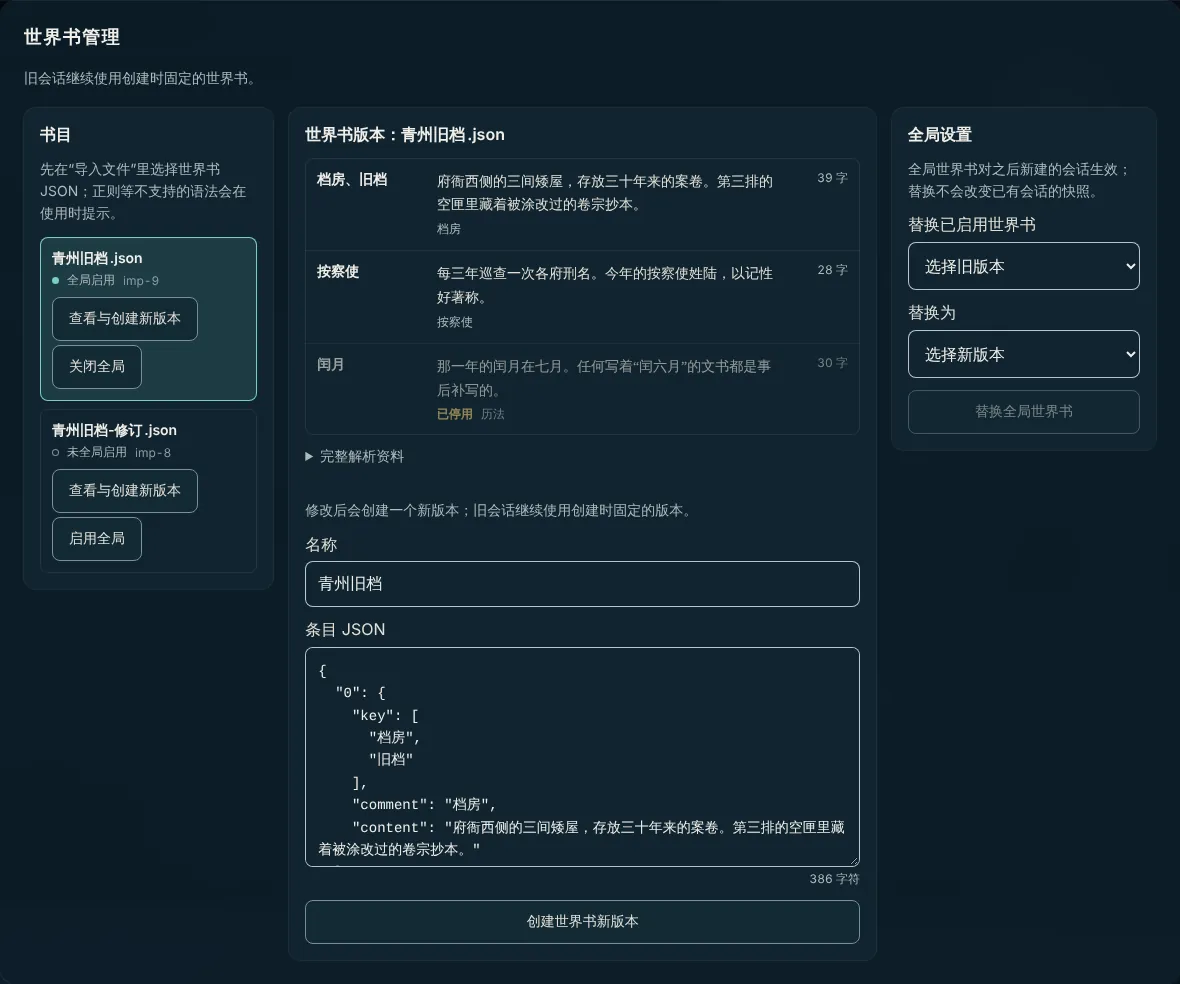 世界书管理
旧会话继续使用创建时固定的世界书。
书目
先在“导入文件”里选择世界书
JSON；正则等不支持的语法会在
使用时提示。
青州旧档.json
全局启用 imp-9
查看与创建新版本
关闭全局
青州旧档-修订.json
未全局启用 imp-8
查看与创建新版本
启用全局
世界书版本：青州旧档.json
档房、旧档
府衙西侧的三间矮屋，存放三十年来的案卷。第三排的
空匣里藏着被涂改过的卷宗抄本。
档房
39 字
按察使
每三年巡查一次各府刑名。今年的按察使姓陆，以记性
好著称。
按察使
28 字
闰月
那一年的闰月在七月。任何写着“闰六月”的文书都是事
后补写的。
已停用 历法
30 字
完整解析资料
修改后会创建一个新版本；旧会话继续使用创建时固定的版本。
名称
青州旧档
条目 JSON
{
"0": {
"key": [
"档房",
"旧档"
],
"comment": "档房",
"content": "府衙西侧的三间矮屋，存放三十年来的案卷。第三排的空匣里藏
着被涂改过的卷宗抄本。"
386 字符
创建世界书新版本
全局设置
全局世界书对之后新建的会话生效；
替换不会改变已有会话的快照。
替换已启用世界书
选择旧版本
替换为
选择新版本
替换全局世界书